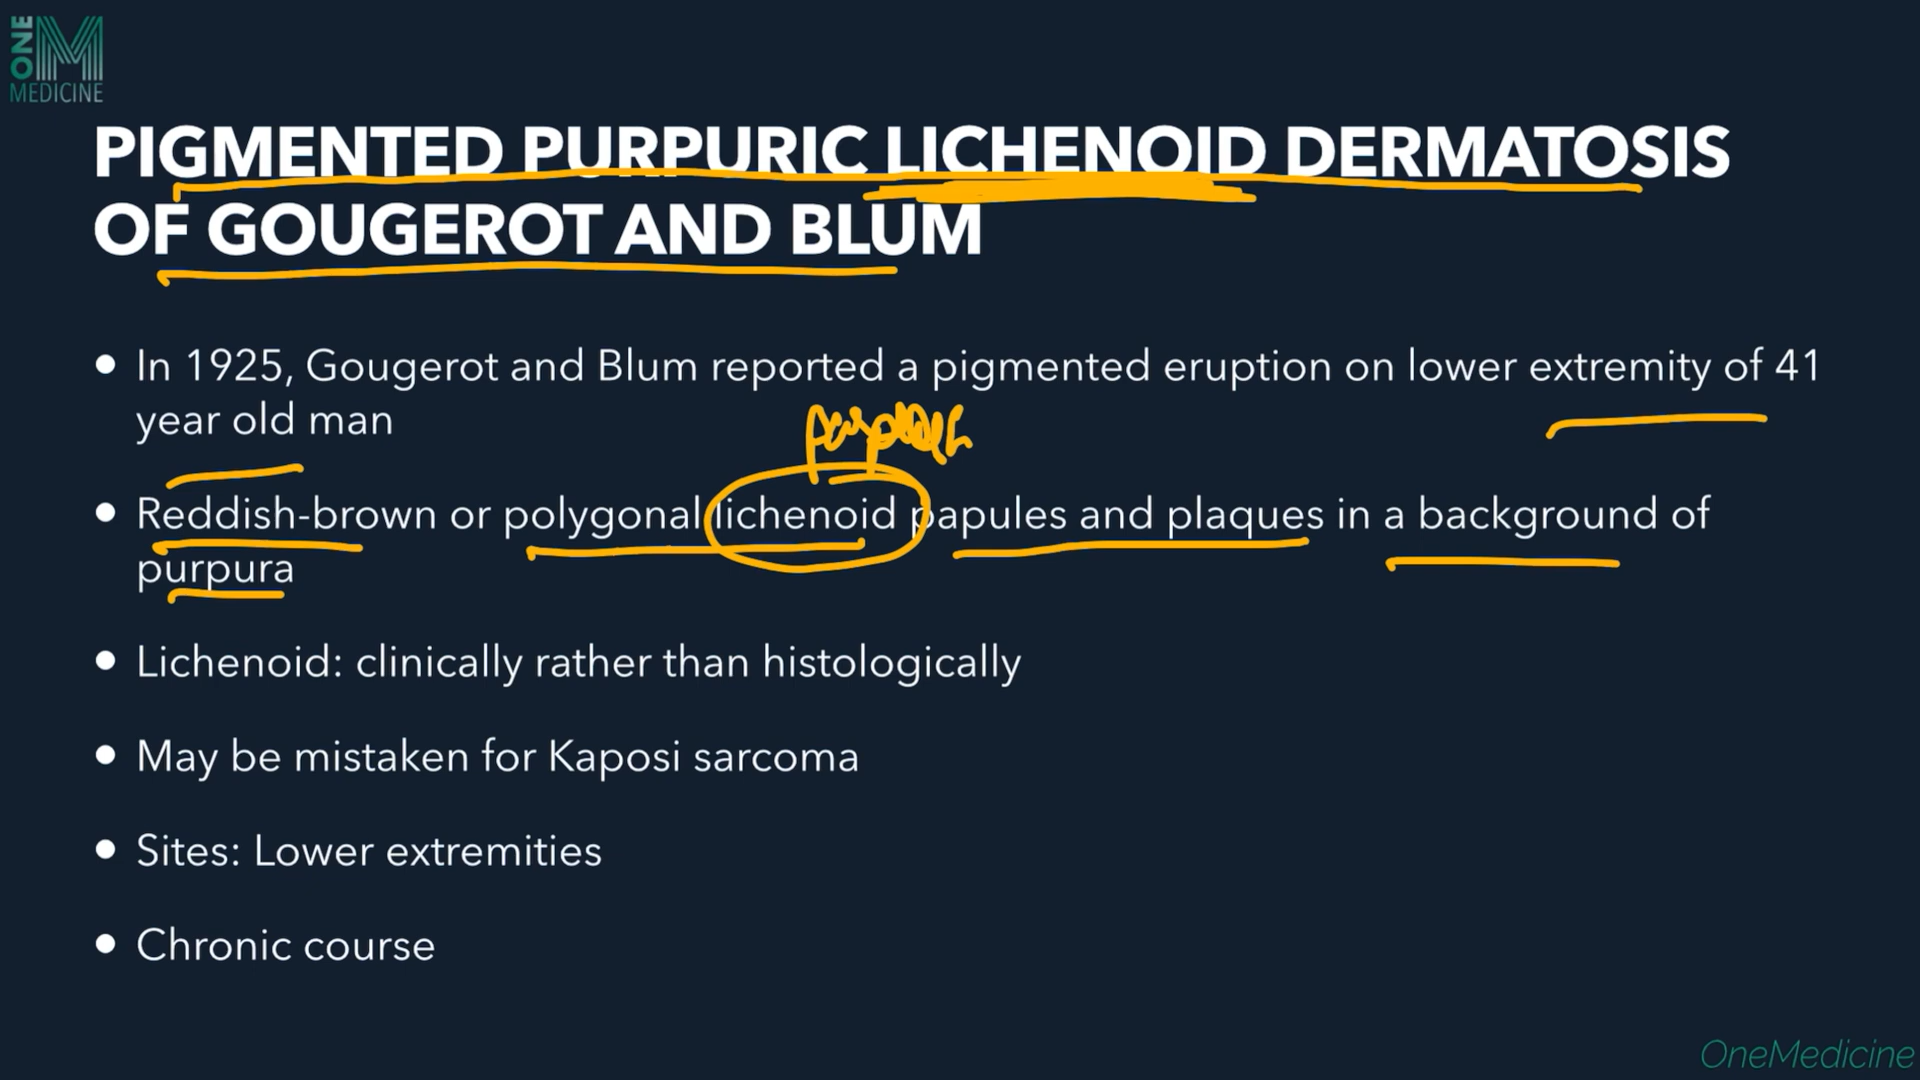 ONE
MEDICINE
PIGMENTED PURPURIC LICHENOID DERMATOSIS
OF GOUGEROT AND BLUM
• In 1925, Gougerot and Blum reported a pigmented eruption on lower extremity of 41
year old man
• Reddish-brown or polygonal lichenoid papules and plaques in a background of
purpura
• Lichenoid: clinically rather than histologically
• May be mistaken for Kaposi sarcoma
• Sites: Lower extremities
• Chronic course
OneMedicine